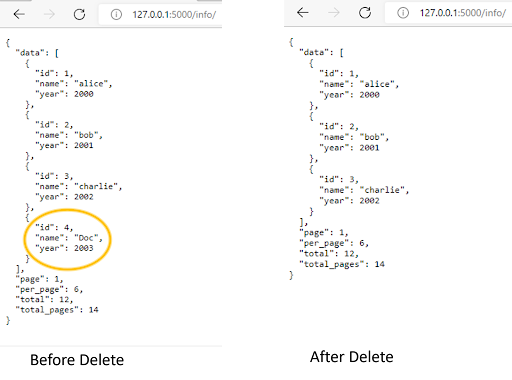 127.0.0.1:5000/info/
{
  "data": [
    {
      "id": 1,
      "name": "alice",
      "year": 2000
    },
    {
      "id": 2,
      "name": "bob",
      "year": 2001
    },
    {
      "id": 3,
      "name": "charlie",
      "year": 2002
    },
    {
      "id": 4,
      "name": "Doc",
      "year": 2003
    }
  ],
  "page": 1,
  "per_page": 6,
  "total": 12,
  "total_pages": 14
}
Before Delete
127.0.0.1:5000/info/
{
  "data": [
    {
      "id": 1,
      "name": "alice",
      "year": 2000
    },
    {
      "id": 2,
      "name": "bob",
      "year": 2001
    },
    {
      "id": 3,
      "name": "charlie",
      "year": 2002
    }
  ],
  "page": 1,
  "per_page": 6,
  "total": 12,
  "total_pages": 14
}
After Delete